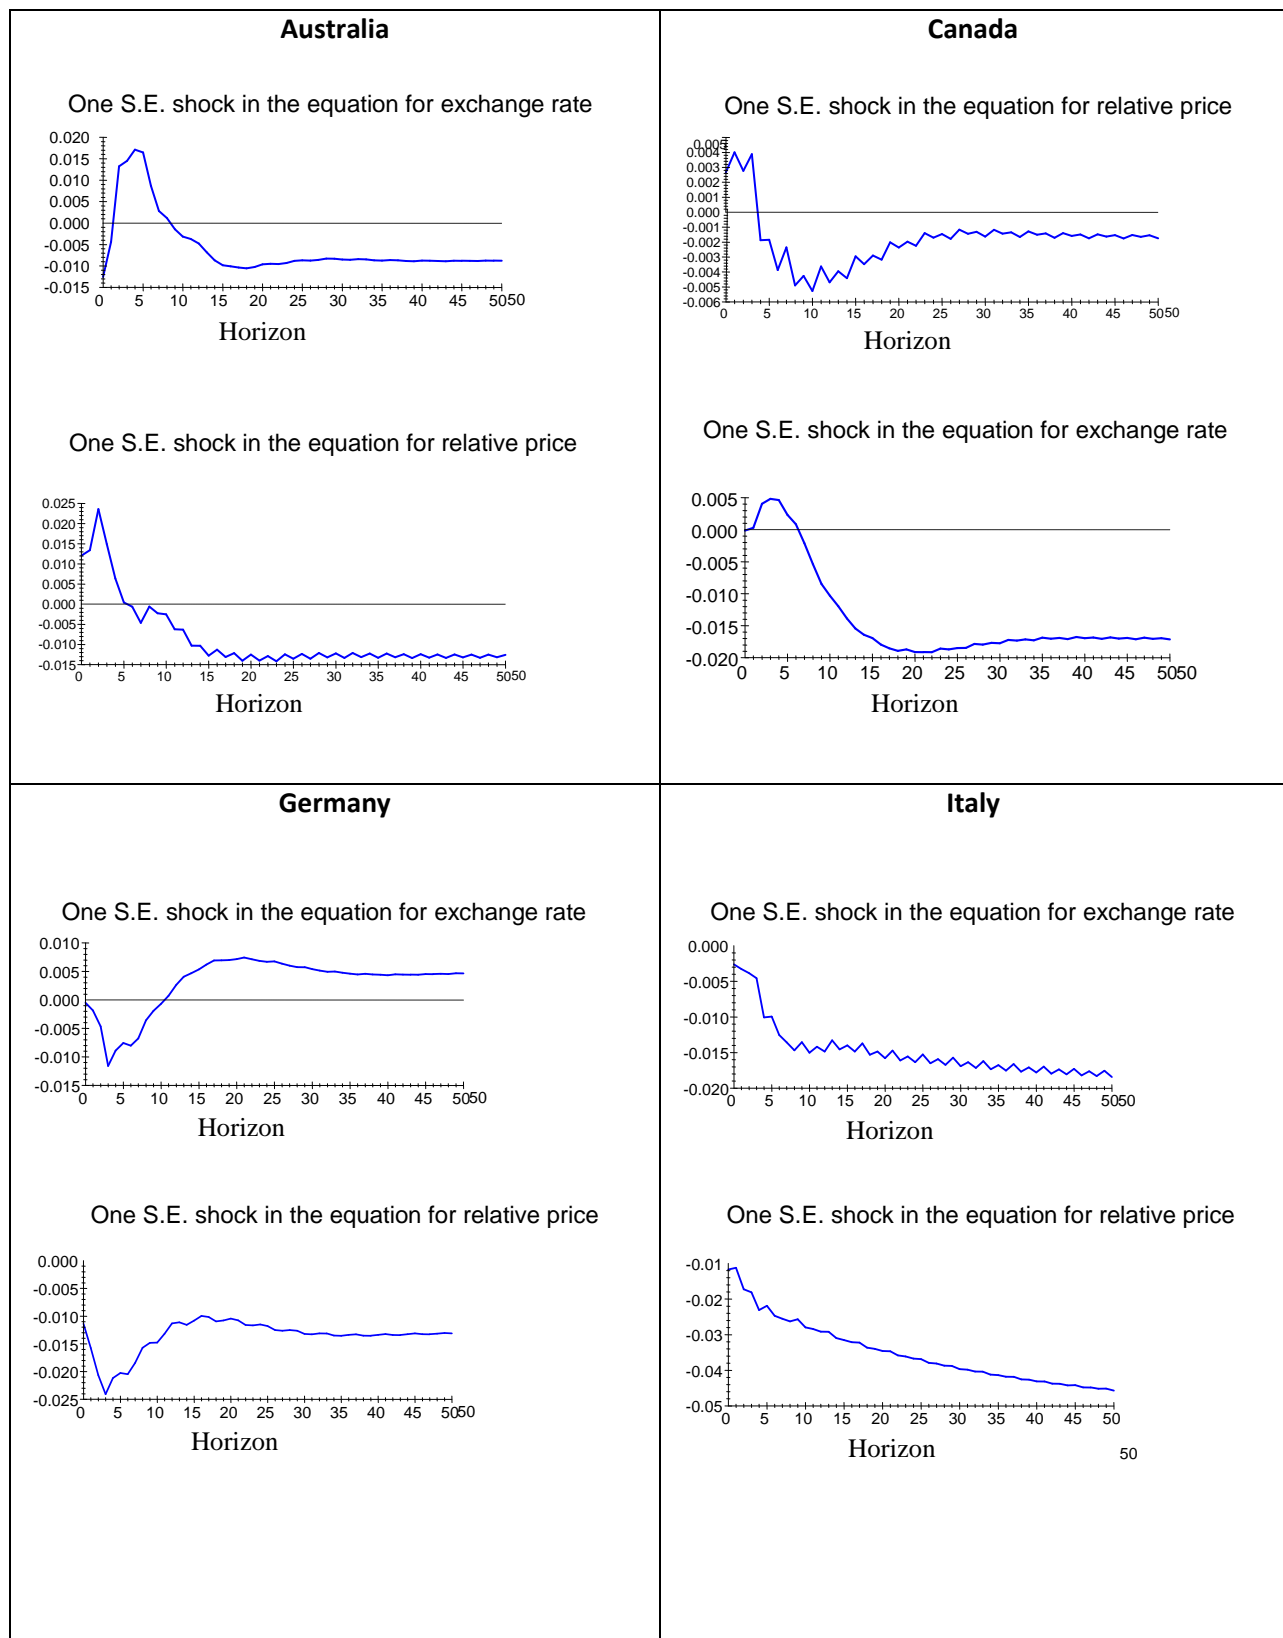 Australia
One S.E. shock in the equation for exchange rate
0.020
0.015
0.010
0.005
0.000
-0.005
-0.010
-0.015
0 5 10 15 20 25 30 35 40 45 50 50
Horizon
One S.E. shock in the equation for relative price
0.025
0.020
0.015
0.010
0.005
0.000
-0.005
-0.010
-0.015
0 5 10 15 20 25 30 35 40 45 50 50
Horizon
Canada
One S.E. shock in the equation for relative price
0.005
0.004
0.003
0.002
0.001
0.000
-0.001
-0.002
-0.003
-0.004
-0.005
-0.006
0 5 10 15 20 25 30 35 40 45 50 50
Horizon
One S.E. shock in the equation for exchange rate
0.005
0.000
-0.005
-0.010
-0.015
-0.020
0 5 10 15 20 25 30 35 40 45 50 50
Horizon
Germany
One S.E. shock in the equation for exchange rate
0.010
0.005
0.000
-0.005
-0.010
-0.015
0 5 10 15 20 25 30 35 40 45 50 50
Horizon
One S.E. shock in the equation for relative price
0.000
-0.005
-0.010
-0.015
-0.020
-0.025
0 5 10 15 20 25 30 35 40 45 50 50
Horizon
Italy
One S.E. shock in the equation for exchange rate
0.000
-0.005
-0.010
-0.015
-0.020
0 5 10 15 20 25 30 35 40 45 50 50
Horizon
One S.E. shock in the equation for relative price
-0.01
-0.02
-0.03
-0.04
-0.05
0 5 10 15 20 25 30 35 40 45 50
Horizon
50